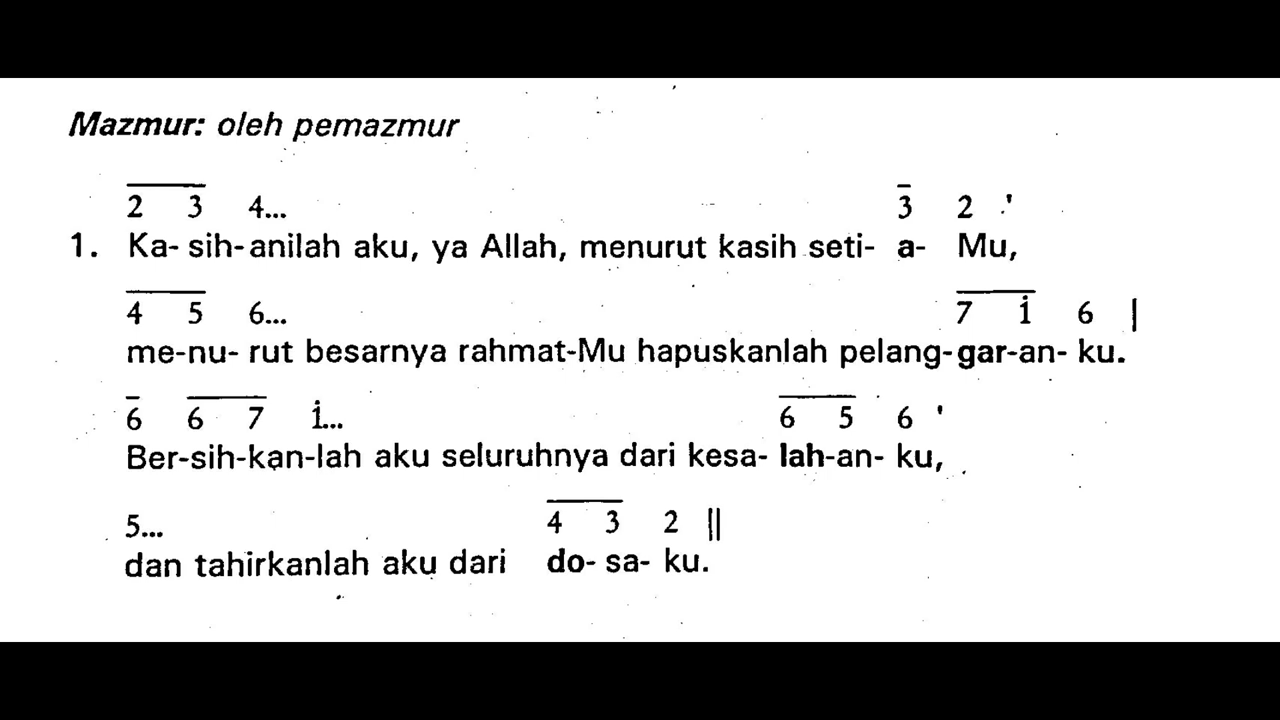 Mazmur: oleh pemazmur
2 3 4... 3 2 '
1. Ka- sih-anilah aku, ya Allah, menurut kasih seti- a- Mu,
4 5 6... 7 i 6 |
me-nu- rut besarnya rahmat-Mu hapuskanlah pelang-gar-an- ku.
6 6 7 i... 6 5 6 '
Ber-sih-kan-lah aku seluruhnya dari kesa- lah-an- ku,
5... 4 3 2 ||
dan tahirkanlah aku dari do- sa- ku.